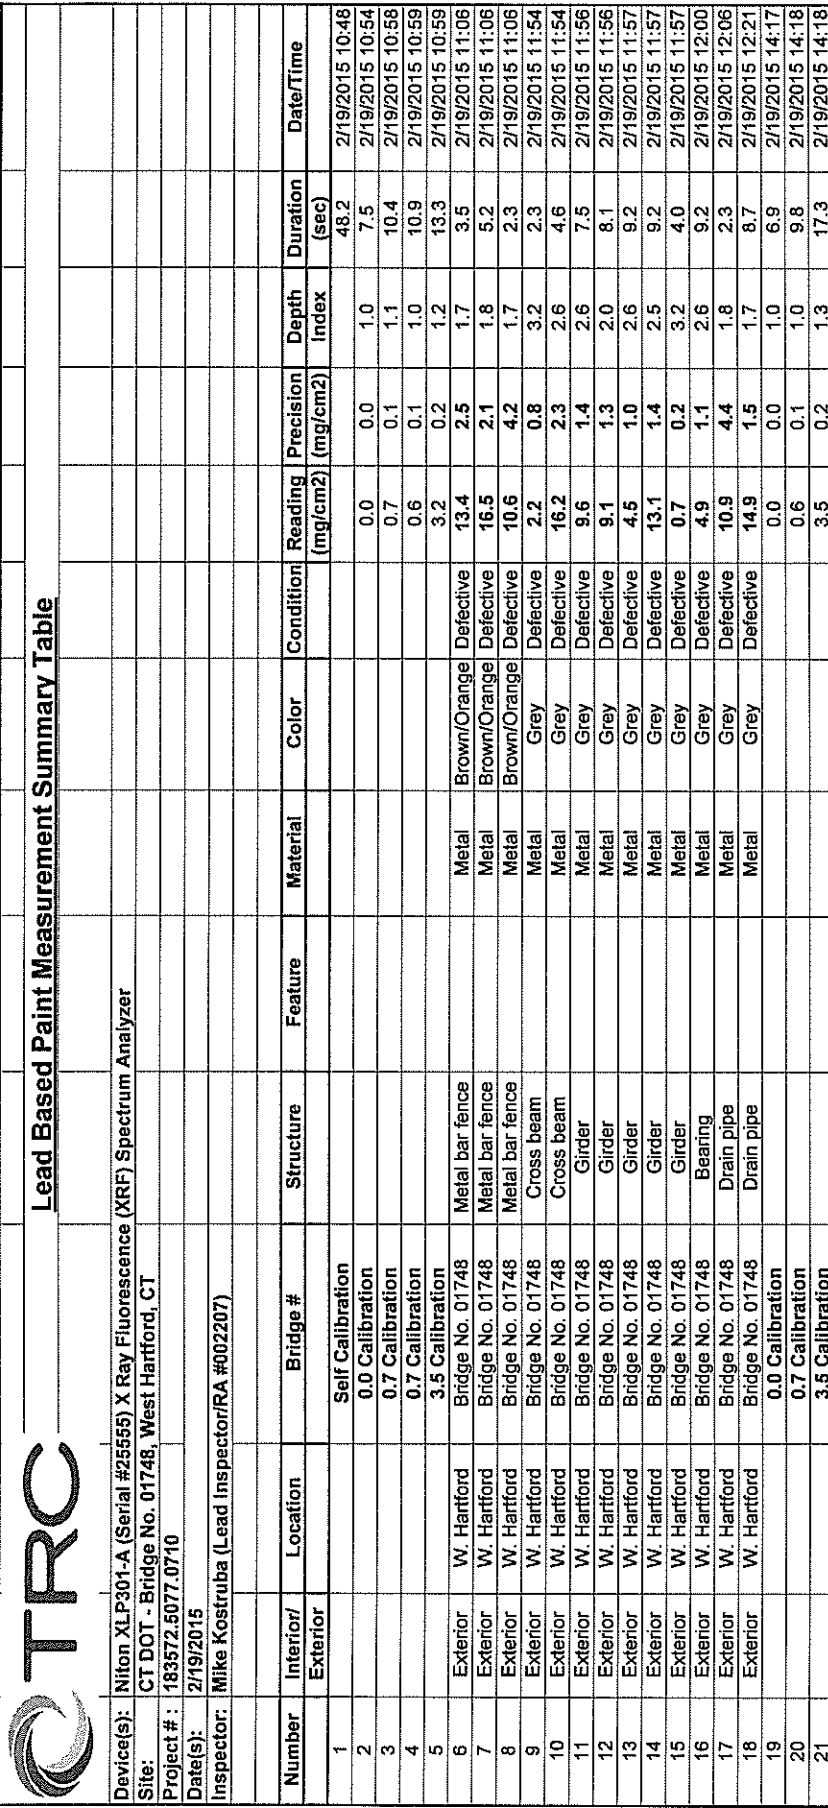 TRC
Lead Based Paint Measurement Summary Table
Device(s): Niton XLP301-A (Serial #25555) X Ray Fluorescence (XRF) Spectrum Analyzer
Site: CT DOT - Bridge No. 01748, West Hartford, CT
Project # : 183572.5077.0710
Date(s): 2/19/2015
Inspector: Mike Kostruba (Lead Inspector/RA #002207)
Number Interior/ Location Bridge # Structure Feature Material Color Condition Reading Precision Depth Duration Date/Time
Exterior (mg/cm2) (mg/cm2) Index (sec)
1 Self Calibration 48.2 2/19/2015 10:48
2 0.0 Calibration 0.0 0.0 1.0 7.5 2/19/2015 10:54
3 0.7 Calibration 0.7 0.1 1.1 10.4 2/19/2015 10:58
4 0.7 Calibration 0.6 0.1 1.0 10.9 2/19/2015 10:59
5 3.5 Calibration 3.2 0.2 1.2 13.3 2/19/2015 10:59
6 Exterior W. Hartford Bridge No. 01748 Metal bar fence Metal Brown/Orange Defective 13.4 2.5 1.7 3.5 2/19/2015 11:06
7 Exterior W. Hartford Bridge No. 01748 Metal bar fence Metal Brown/Orange Defective 16.5 2.1 1.8 5.2 2/19/2015 11:06
8 Exterior W. Hartford Bridge No. 01748 Metal bar fence Metal Brown/Orange Defective 10.6 4.2 1.7 2.3 2/19/2015 11:06
9 Exterior W. Hartford Bridge No. 01748 Cross beam Metal Grey Defective 2.2 0.8 3.2 2.3 2/19/2015 11:54
10 Exterior W. Hartford Bridge No. 01748 Cross beam Metal Grey Defective 16.2 2.3 2.6 4.6 2/19/2015 11:54
11 Exterior W. Hartford Bridge No. 01748 Girder Metal Grey Defective 9.6 1.4 2.6 7.5 2/19/2015 11:56
12 Exterior W. Hartford Bridge No. 01748 Girder Metal Grey Defective 9.1 1.3 2.0 8.1 2/19/2015 11:56
13 Exterior W. Hartford Bridge No. 01748 Girder Metal Grey Defective 4.5 1.0 2.6 9.2 2/19/2015 11:57
14 Exterior W. Hartford Bridge No. 01748 Girder Metal Grey Defective 13.1 1.4 2.5 9.2 2/19/2015 11:57
15 Exterior W. Hartford Bridge No. 01748 Girder Metal Grey Defective 0.7 0.2 3.2 4.0 2/19/2015 11:57
16 Exterior W. Hartford Bridge No. 01748 Bearing Metal Grey Defective 4.9 1.1 2.6 9.2 2/19/2015 12:00
17 Exterior W. Hartford Bridge No. 01748 Drain pipe Metal Grey Defective 10.9 4.4 1.8 2.3 2/19/2015 12:06
18 Exterior W. Hartford Bridge No. 01748 Drain pipe Metal Grey Defective 14.9 1.5 1.7 8.7 2/19/2015 12:21
19 0.0 Calibration 0.0 0.0 1.0 6.9 2/19/2015 14:17
20 0.7 Calibration 0.6 0.1 1.0 9.8 2/19/2015 14:18
21 3.5 Calibration 3.5 0.2 1.3 17.3 2/19/2015 14:18